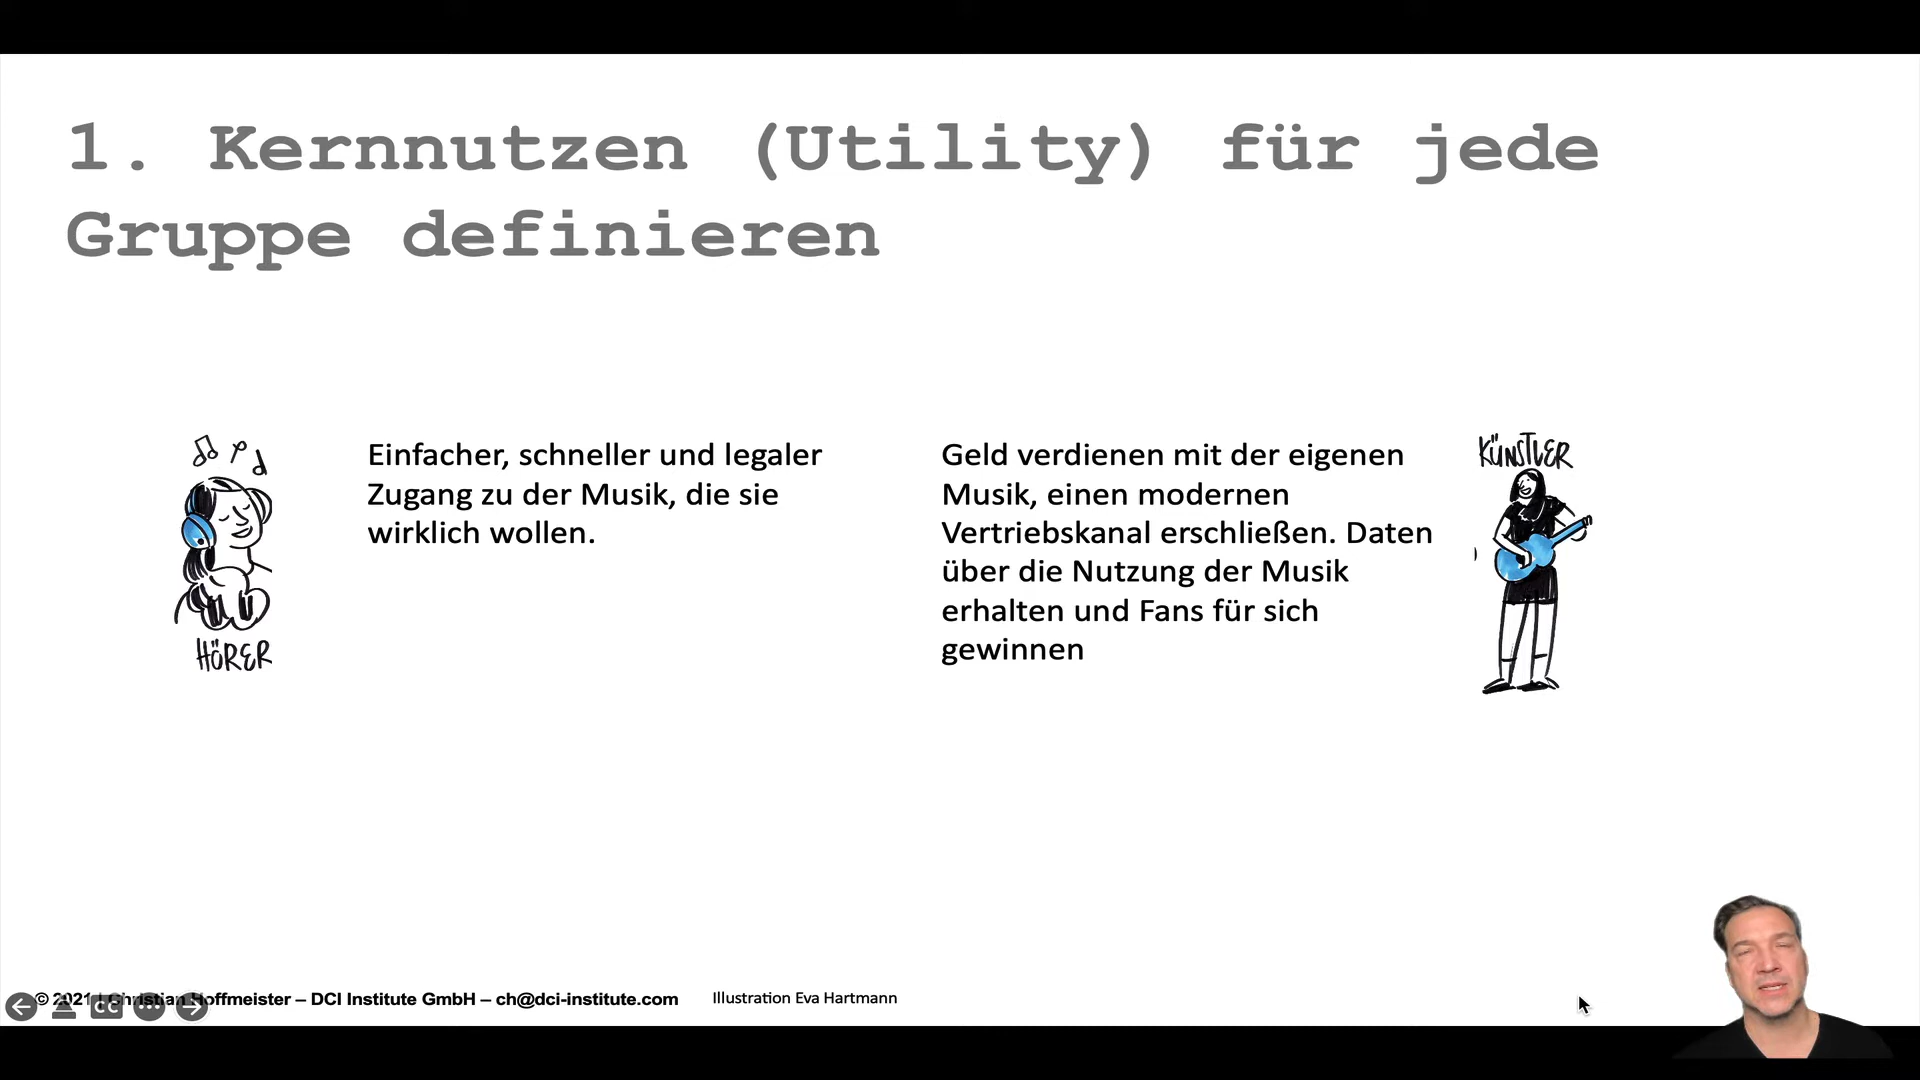 1. Kernnutzen (Utility) für jede
Gruppe definieren
Einfacher, schneller und legaler
Zugang zu der Musik, die sie
wirklich wollen.
HÖRER
Geld verdienen mit der eigenen
Musik, einen modernen
Vertriebskanal erschließen. Daten
über die Nutzung der Musik
erhalten und Fans für sich
gewinnen
KÜNSTLER
© 2021 | Christian Hoffmeister – DCI Institute GmbH – ch@dci-institute.com
CC
Illustration Eva Hartmann